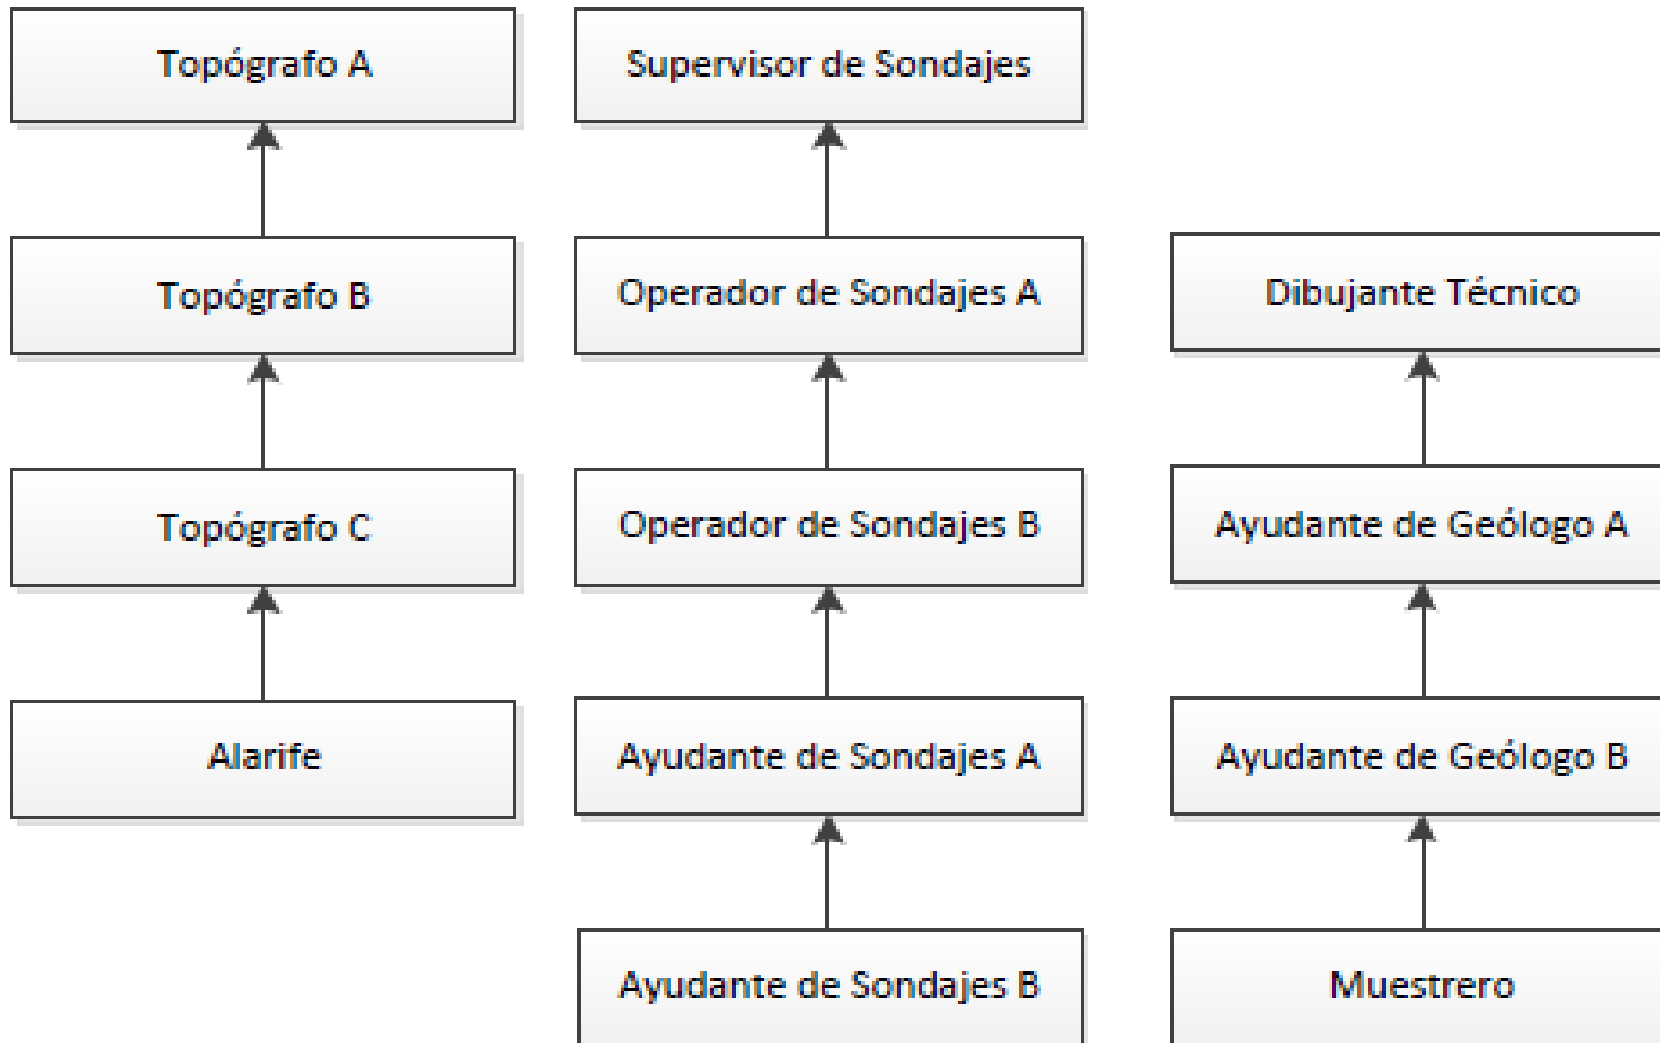 Topógrafo A
Supervisor de Sondajes
Topógrafo B
Operador de Sondajes A
Dibujante Técnico
Topógrafo C
Operador de Sondajes B
Ayudante de Geólogo A
Alarife
Ayudante de Sondajes A
Ayudante de Geólogo B
Ayudante de Sondajes B
Muestrero